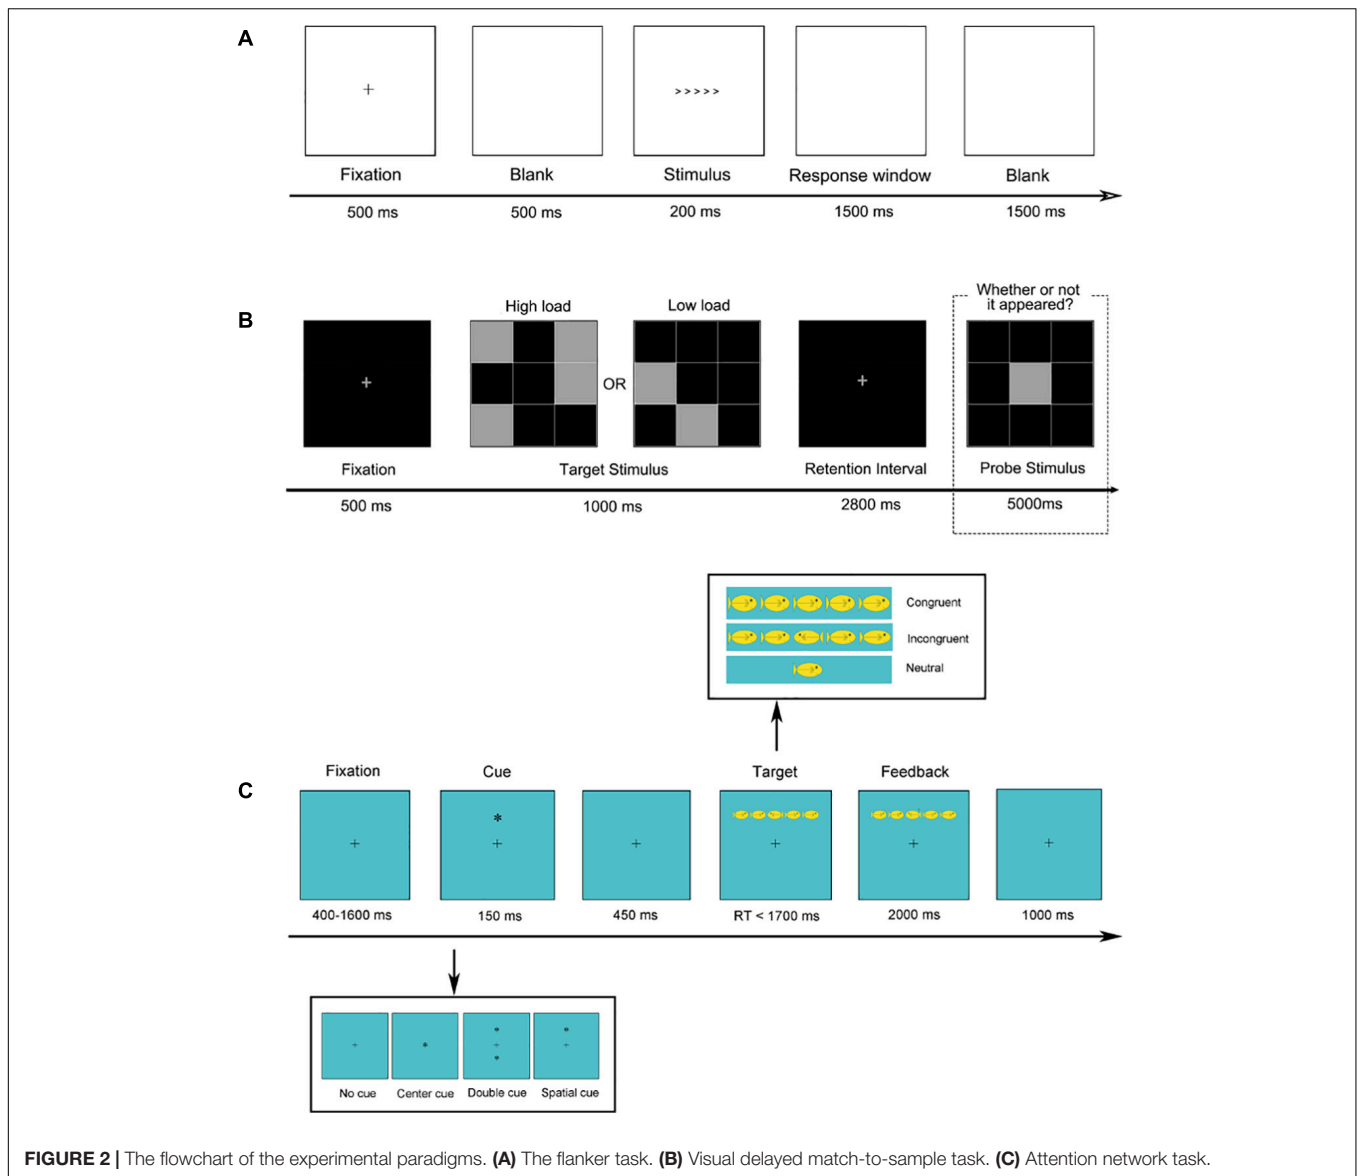 A
+
> > > > >
Fixation Blank Stimulus Response window Blank
500 ms 500 ms 200 ms 1500 ms 1500 ms
Whether or not
it appeared?
High load Low load
B
+ OR +
Fixation Target Stimulus Retention Interval Probe Stimulus
500 ms 1000 ms 2800 ms 5000ms
Congruent
Incongruent
Neutral
Fixation Cue Target Feedback
C
*
+ + + + + +
400-1600 ms 150 ms 450 ms RT < 1700 ms 2000 ms 1000 ms
* *
+ * + +
*
No cue Center cue Double cue Spatial cue
FIGURE 2 | The flowchart of the experimental paradigms. (A) The flanker task. (B) Visual delayed match-to-sample task. (C) Attention network task.